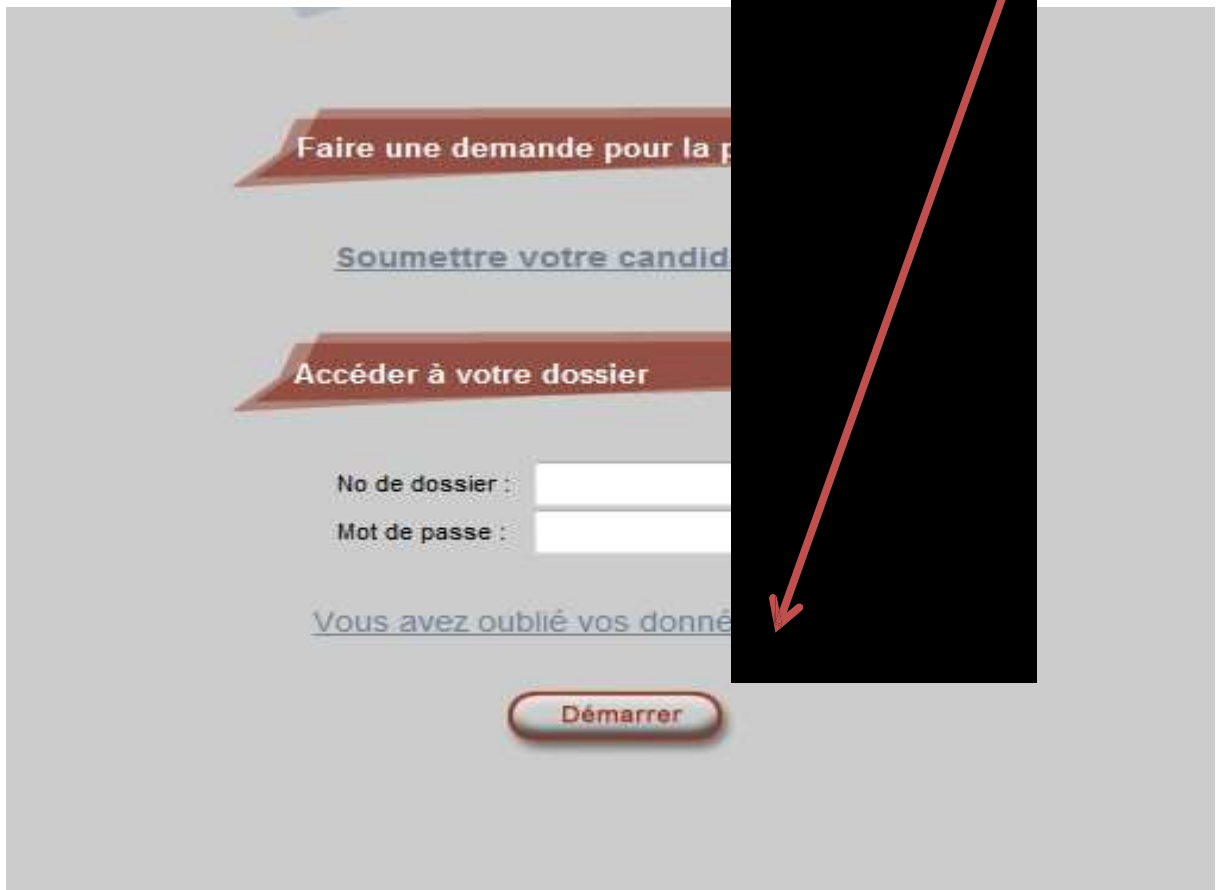 Faire une demande pour la p
Soumettre votre candid
Accéder à votre dossier
No de dossier :
Mot de passe :
Vous avez oublié vos donné
Démarrer